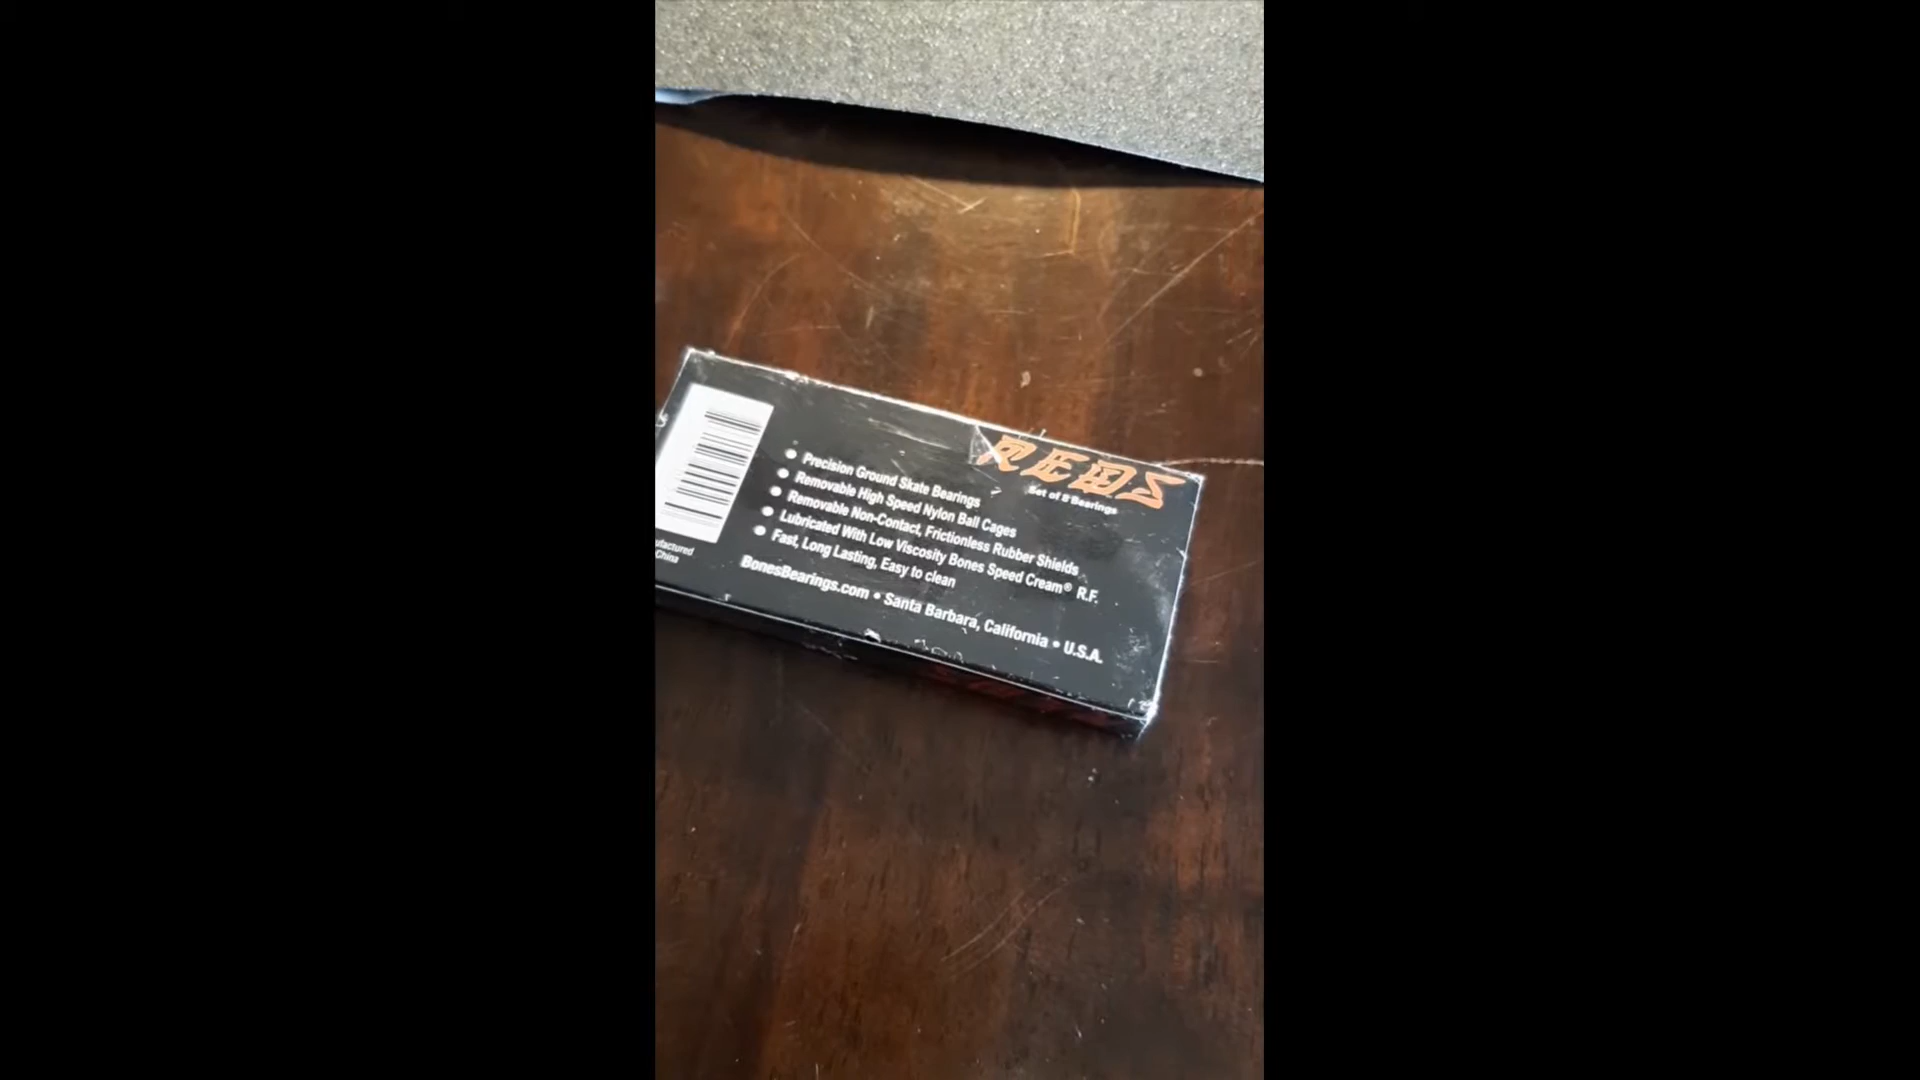 REDS
Set of 8 Bearings
Precision Ground Skate Bearings
Removable High Speed Nylon Ball Cages
Removable Non-Contact, Frictionless Rubber Shields
Lubricated With Low Viscosity Bones Speed Cream® R.F.
Fast, Long Lasting, Easy to clean
BonesBearings.com • Santa Barbara, California • U.S.A.
ufactured
China